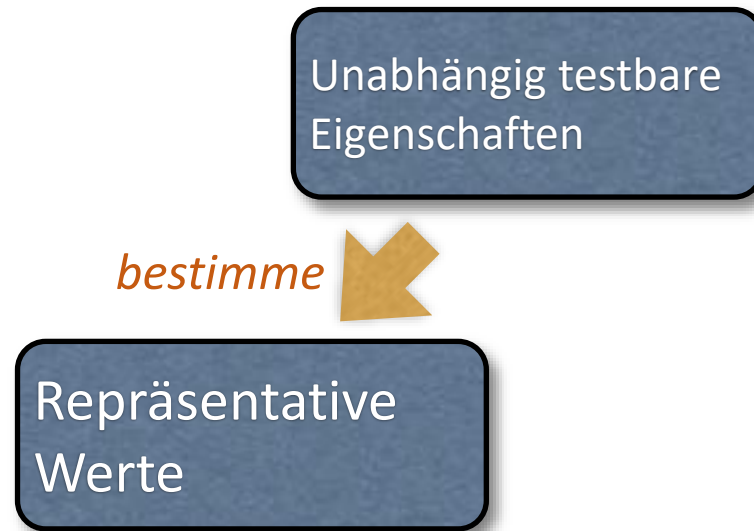 Unabhängig testbare
Eigenschaften
bestimme
Repräsentative
Werte